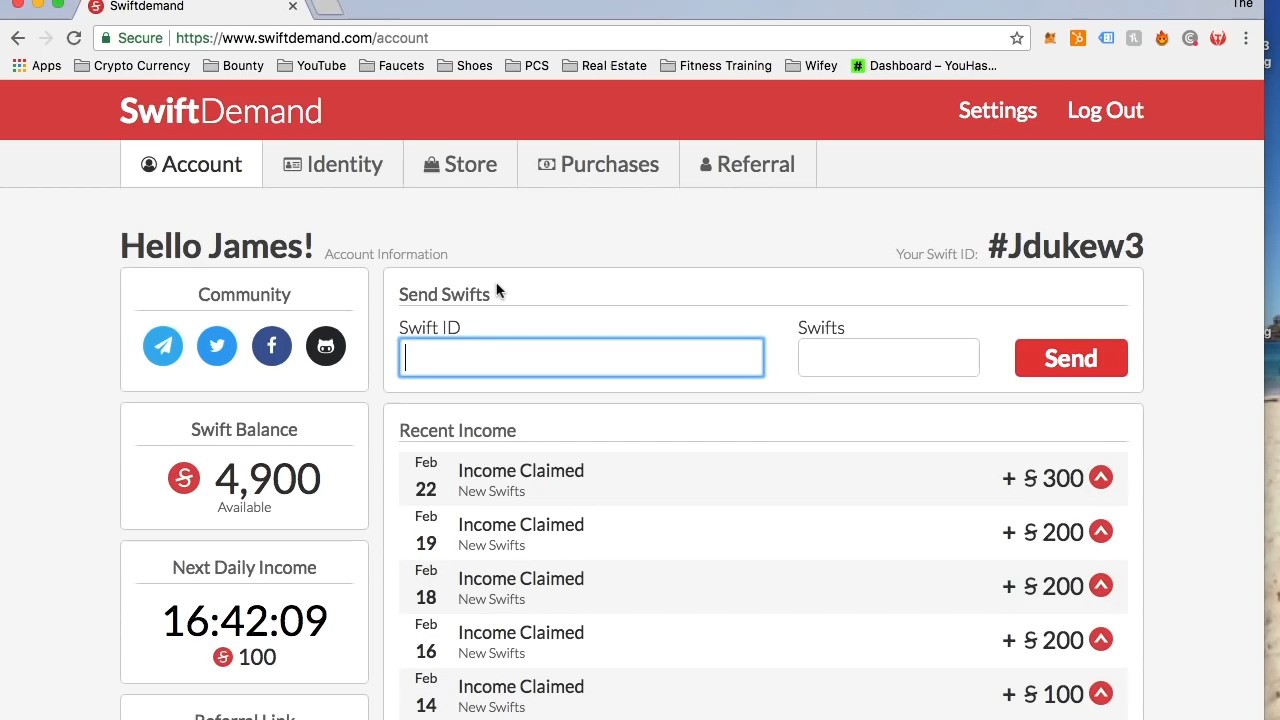 Swiftdemand
The
Secure https://www.swiftdemand.com/account
Apps Crypto Currency Bounty YouTube Faucets Shoes PCS Real Estate Fitness Training Wifey # Dashboard – YouHas...
SwiftDemand
Settings Log Out
Account Identity Store Purchases Referral
Hello James! Account Information
Your Swift ID: #Jdukew3
Community
Send Swifts
Swift ID
Swifts
Send
Swift Balance
4,900
Available
Next Daily Income
16:42:09
100
Referral Link
Recent Income
Feb 22 Income Claimed + S 300
New Swifts
Feb 19 Income Claimed + S 200
New Swifts
Feb 18 Income Claimed + S 200
New Swifts
Feb 16 Income Claimed + S 200
New Swifts
Feb 14 Income Claimed + S 100
New Swifts